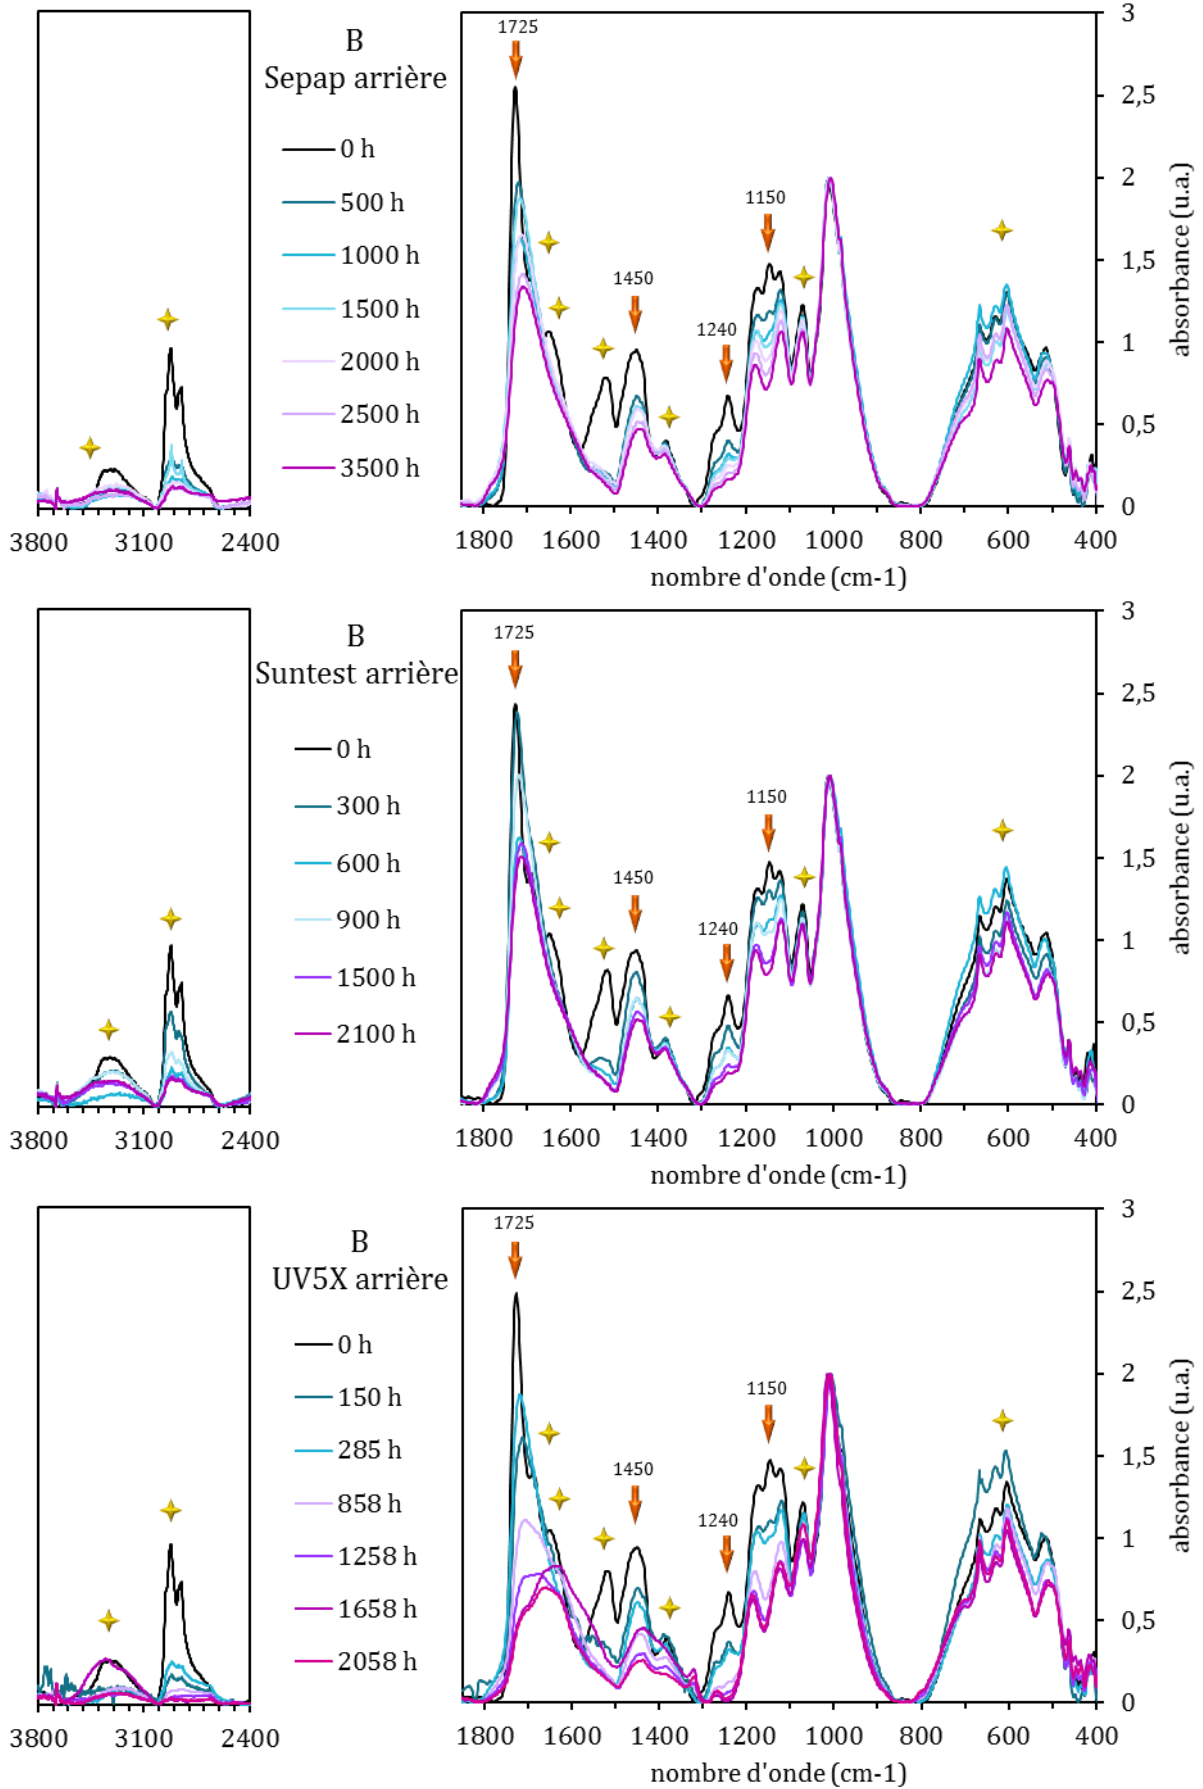 B
Sepap arrière
0 h
500 h
1000 h
1500 h
2000 h
2500 h
3500 h
3800 3100 2400
1725
1450
1240
1150
3
2,5
2
1,5
1
0,5
0
absorbance (u.a.)
1800 1600 1400 1200 1000 800 600 400
nombre d'onde (cm-1)
B
Suntest arrière
0 h
300 h
600 h
900 h
1500 h
2100 h
3800 3100 2400
1725
1450
1240
1150
3
2,5
2
1,5
1
0,5
0
absorbance (u.a.)
1800 1600 1400 1200 1000 800 600 400
nombre d'onde (cm-1)
B
UV5X arrière
0 h
150 h
285 h
858 h
1258 h
1658 h
2058 h
3800 3100 2400
1725
1450
1240
1150
3
2,5
2
1,5
1
0,5
0
absorbance (u.a.)
1800 1600 1400 1200 1000 800 600 400
nombre d'onde (cm-1)